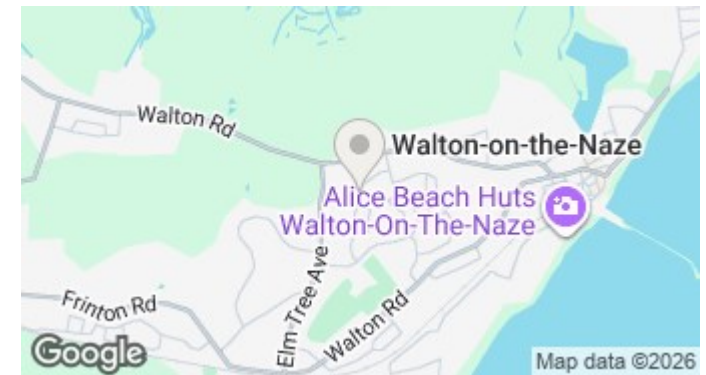 Walton Rd
Walton-on-the-Naze
Alice Beach Huts
Walton-On-The-Naze
Elm Tree Ave
Frinton Rd
Walton Rd
Google
Map data ©2026